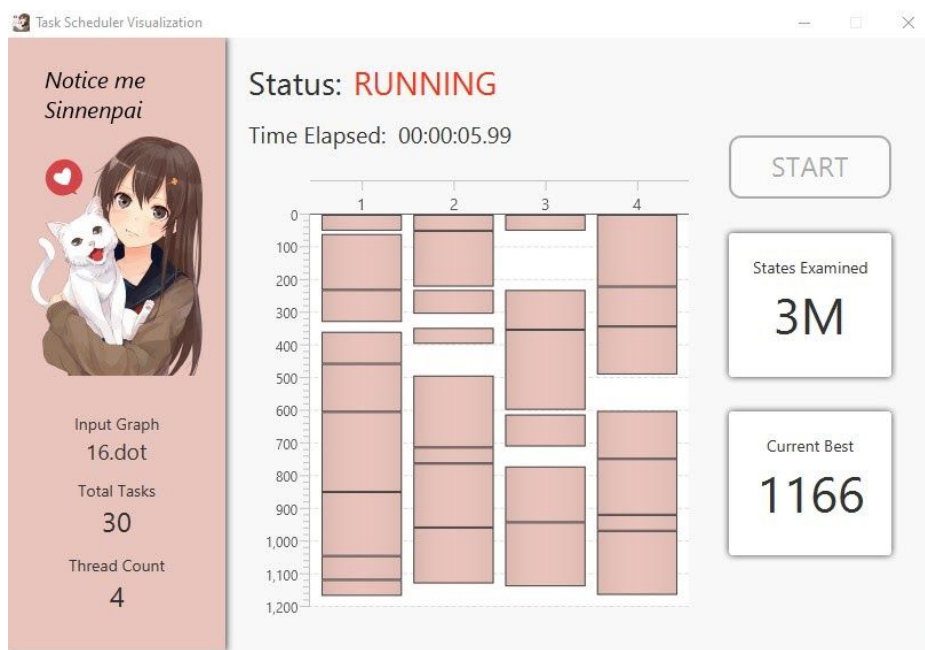 Task Scheduler Visualization
Notice me
Sinnenpai
Input Graph
16.dot
Total Tasks
30
Thread Count
4
Status: RUNNING
Time Elapsed: 00:00:05.99
1 2 3 4
0
100
200
300
400
500
600
700
800
900
1,000
1,100
1,200
START
States Examined
3M
Current Best
1166